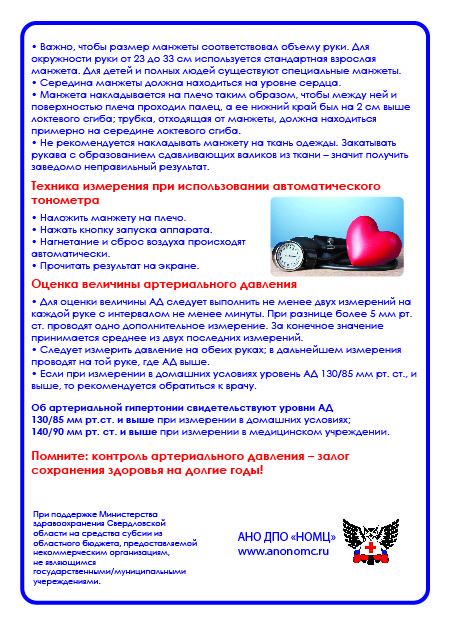 • Важно, чтобы размер манжеты соответствовал объему руки. Для
окружности руки от 23 до 33 см используется стандартная взрослая
манжета. Для детей и полных людей существуют специальные манжеты.
• Середина манжеты должна находиться на уровне сердца.
• Манжета накладывается на плечо таким образом, чтобы между ней и
поверхностью плеча проходил палец, а ее нижний край был на 2 см выше
локтевого сгиба; трубка, отходящая от манжеты, должна находиться
примерно на середине локтевого сгиба.
• Не рекомендуется накладывать манжету на ткань одежды. Закатывать
рукава с образованием сдавливающих валиков из ткани – значит получить
заведомо неправильный результат.
Техника измерения при использовании автоматического
тонометра
• Наложить манжету на плечо.
• Нажать кнопку запуска аппарата.
• Нагнетание и сброс воздуха происходят
автоматически.
• Прочитать результат на экране.
Оценка величины артериального давления
• Для оценки величины АД следует выполнить не менее двух измерений на
каждой руке с интервалом не менее минуты. При разнице более 5 мм рт.
ст. проводят одно дополнительное измерение. За конечное значение
принимается среднее из двух последних измерений.
• Следует измерить давление на обеих руках; в дальнейшем измерения
проводят на той руке, где АД выше.
• Если при измерении в домашних условиях уровень АД 130/85 мм рт. ст., и
выше, то рекомендуется обратиться к врачу.
Об артериальной гипертонии свидетельствуют уровни АД
130/85 мм рт.ст. и выше при измерении в домашних условиях;
140/90 мм рт. ст. и выше при измерении в медицинском учреждении.
Помните: контроль артериального давления – залог
сохранения здоровья на долгие годы!
При поддержке Министерства
здравоохранения Свердловской
области на средства субсии из
областного бюджета, предоставляемой
некоммерческим организациям,
не являющимся
государственными/муниципальными
учереждениями.
АНО ДПО «НОМЦ»
www.anonomc.ru